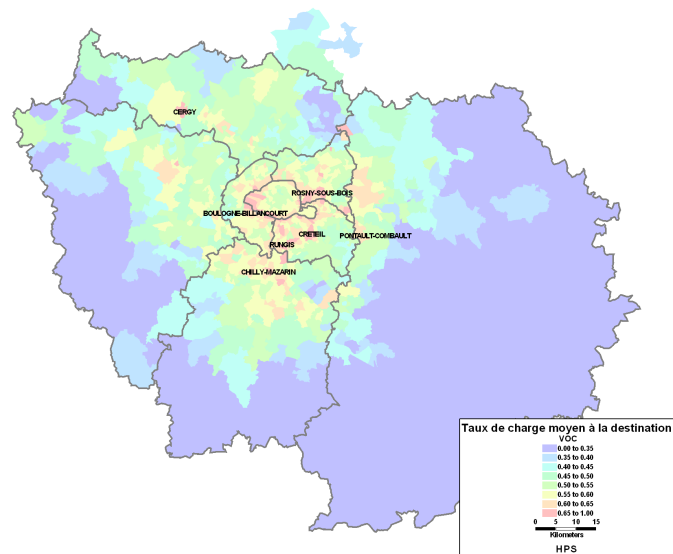 CERGY
ROSNY-SOUS-BOIS
BOULOGNE-BILLANCOURT
CRETEIL
PONTAULT-COMBAULT
RUNGIS
CHILLY-MAZARIN
Taux de charge moyen à la destination
VOC
0.00 to 0.35
0.35 to 0.40
0.40 to 0.45
0.45 to 0.50
0.50 to 0.55
0.55 to 0.60
0.60 to 0.65
0.65 to 1.00
0 5 10 15
Kilometers
HPS